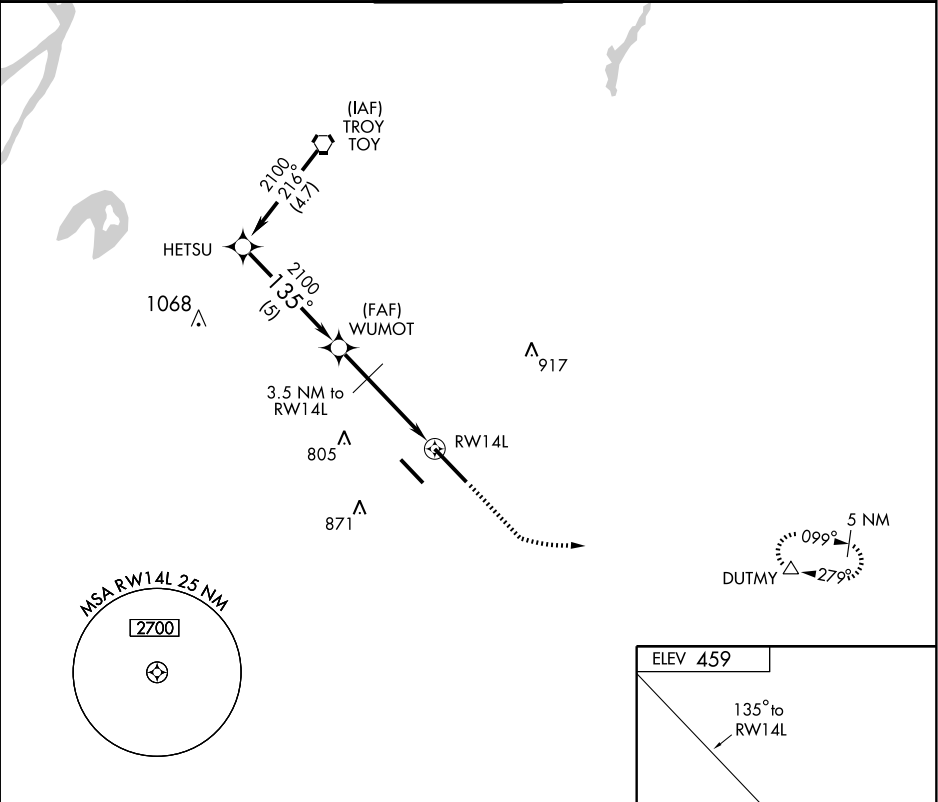 (IAF)
TROY
TOY
2100
216°
(4.7)
HETSU
2100
135°
(5)
1068
(FAF)
WUMOT
917
3.5 NM to
RW14L
RW14L
805
871
5 NM
099°
DUTMY
279°
MSA RW14L 25 NM
2700
ELEV 459
135° to
RW14L